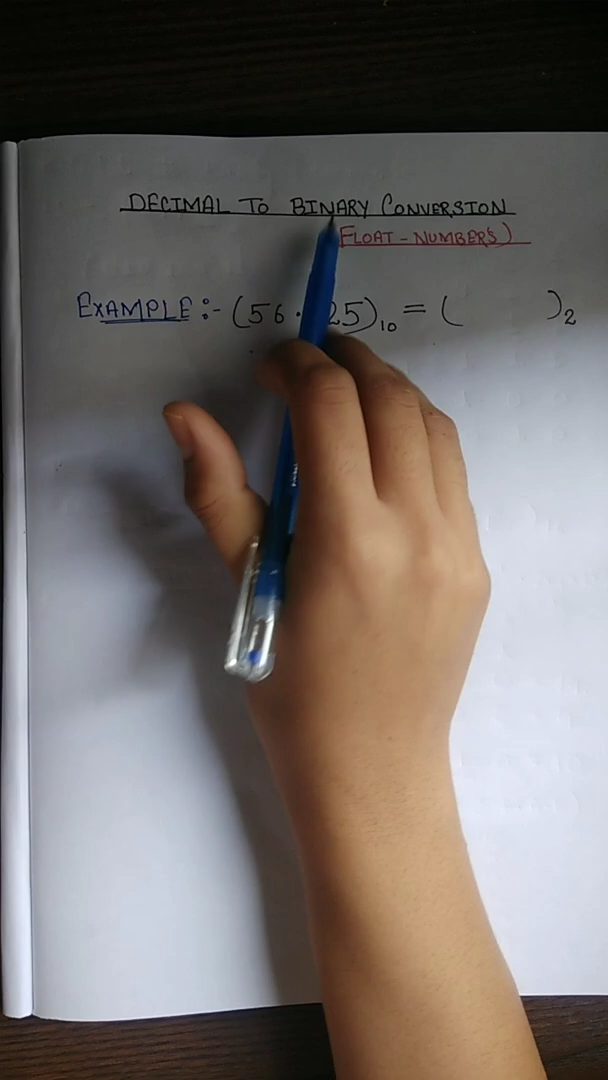 DECIMAL TO BINARY CONVERSION
FLOAT - NUMBERS)
EXAMPLE :- (56. 25)10 = ( )2